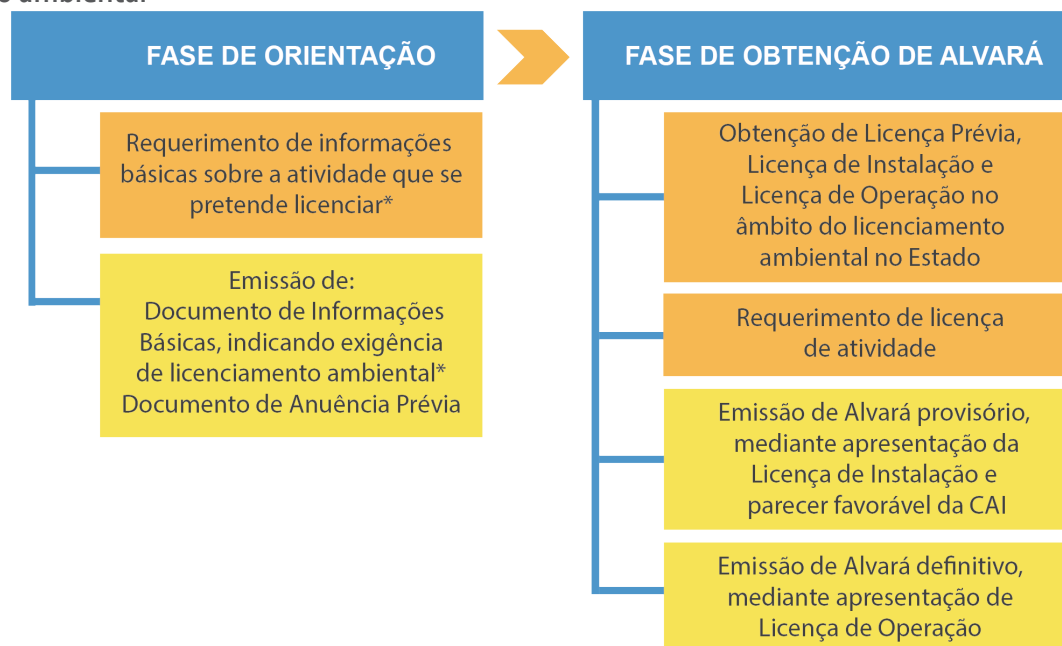 ambiental
FASE DE ORIENTAÇÃO
Requerimento de informações
básicas sobre a atividade que se
pretende licenciar*
Emissão de:
Documento de Informações
Básicas, indicando exigência
de licenciamento ambiental*
Documento de Anuência Prévia
FASE DE OBTENÇÃO DE ALVARÁ
Obtenção de Licença Prévia,
Licença de Instalação e
Licença de Operação no
âmbito do licenciamento
ambiental no Estado
Requerimento de licença
de atividade
Emissão de Alvará provisório,
mediante apresentação da
Licença de Instalação e
parecer favorável da CAI
Emissão de Alvará definitivo,
mediante apresentação de
Licença de Operação